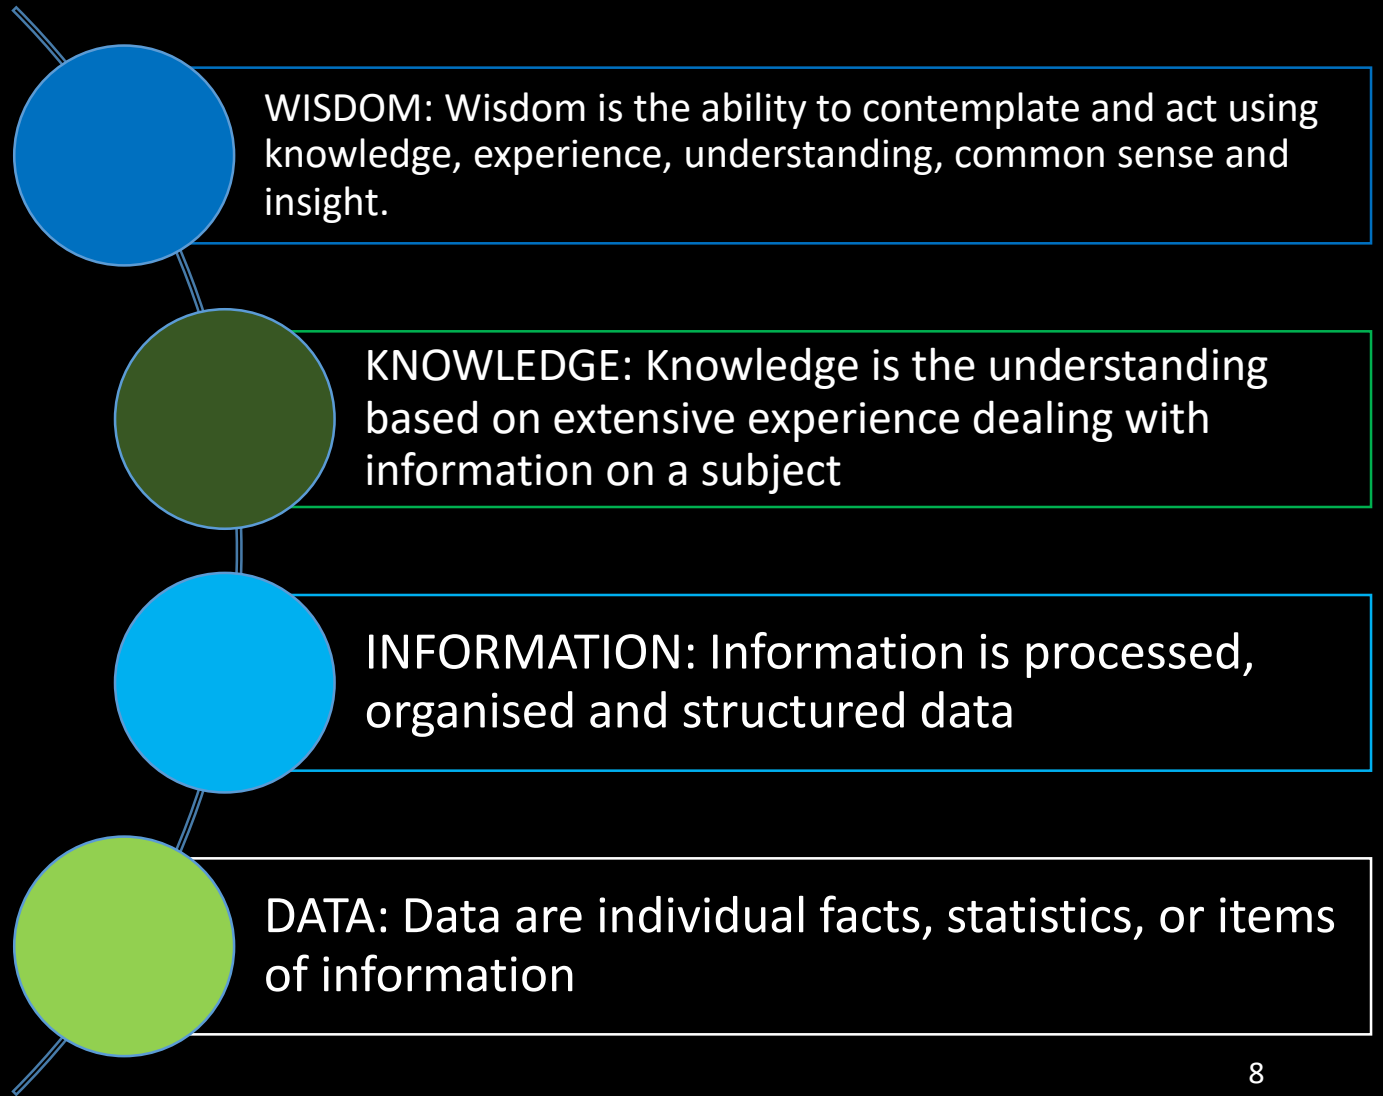 WISDOM: Wisdom is the ability to contemplate and act using
knowledge, experience, understanding, common sense and
insight.
KNOWLEDGE: Knowledge is the understanding
based on extensive experience dealing with
information on a subject
INFORMATION: Information is processed,
organised and structured data
DATA: Data are individual facts, statistics, or items
of information
8